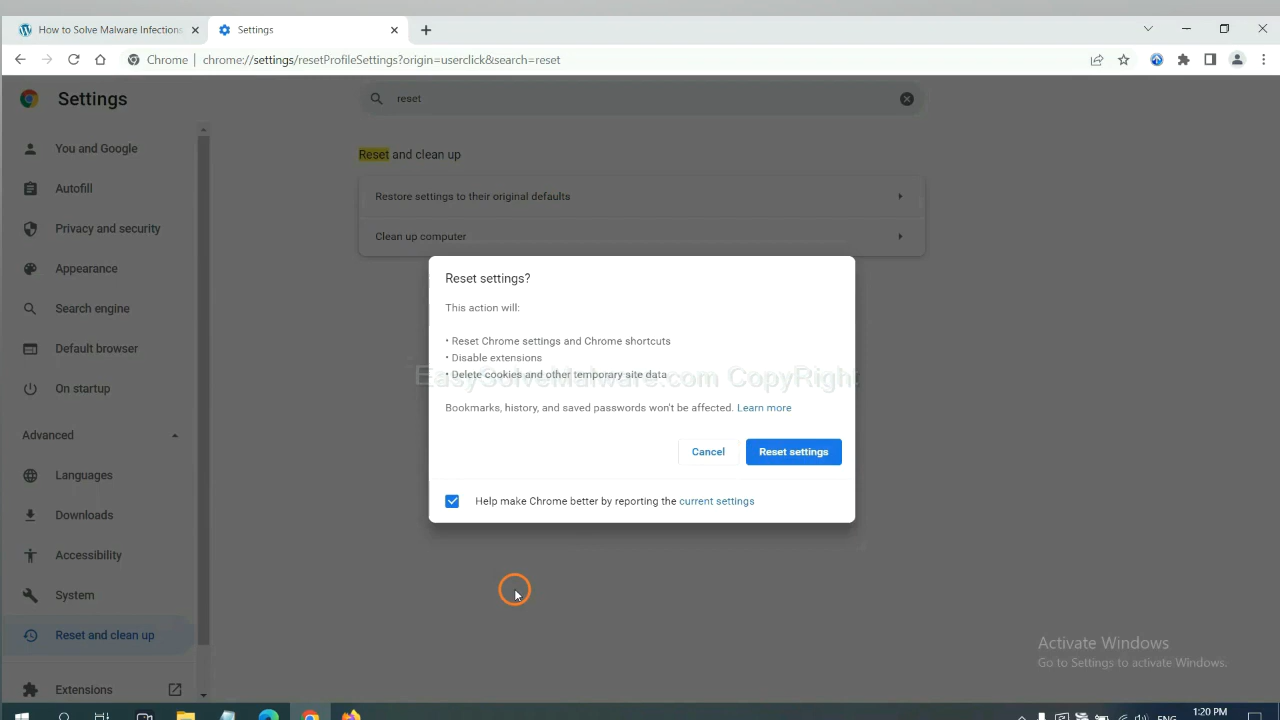 How to Solve Malware Infections
Settings
Chrome | chrome://settings/resetProfileSettings?origin=userclick&search=reset
Settings
reset
You and Google
Reset and clean up
Autofill
Restore settings to their original defaults
Privacy and security
Clean up computer
Appearance
Search engine
Default browser
On startup
Advanced
Languages
Downloads
Accessibility
System
Reset and clean up
Extensions
Reset settings?
This action will:
• Reset Chrome settings and Chrome shortcuts
• Disable extensions
• Delete cookies and other temporary site data
EasySolveMalware.com CopyRight
Bookmarks, history, and saved passwords won't be affected. Learn more
Cancel
Reset settings
Help make Chrome better by reporting the current settings
Activate Windows
Go to Settings to activate Windows.
ENG
1:20 PM